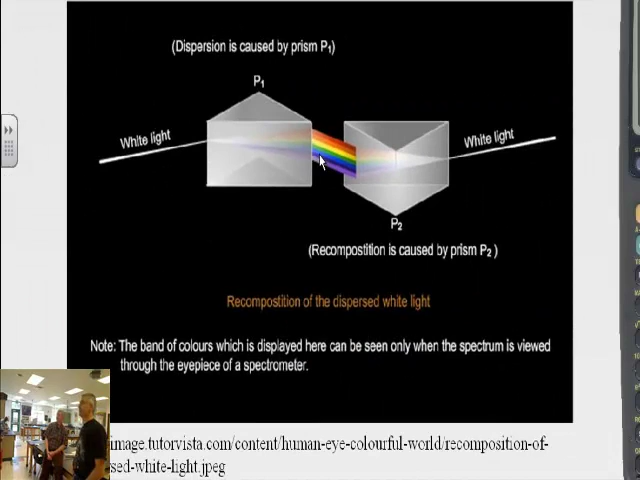 (Dispersion is caused by prism P1)
P1
White light
White light
P2
(Recompostition is caused by prism P2 )
Recompostition of the dispersed white light
Note: The band of colours which is displayed here can be seen only when the spectrum is viewed
through the eyepiece of a spectrometer.
image.tutorvista.com/content/human-eye-colourful-world/recomposition-of-
sed-white-light.jpeg